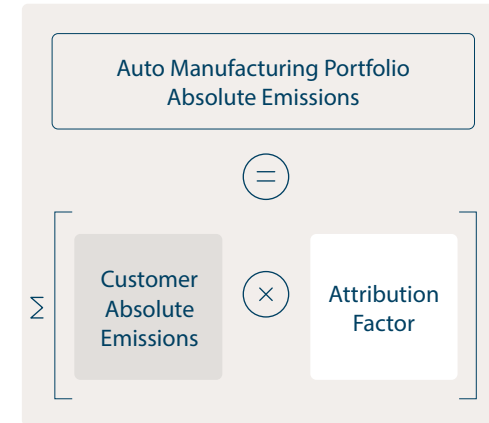 Auto Manufacturing Portfolio
Absolute Emissions
=
Σ
Customer
Absolute
Emissions
×
Attribution
Factor